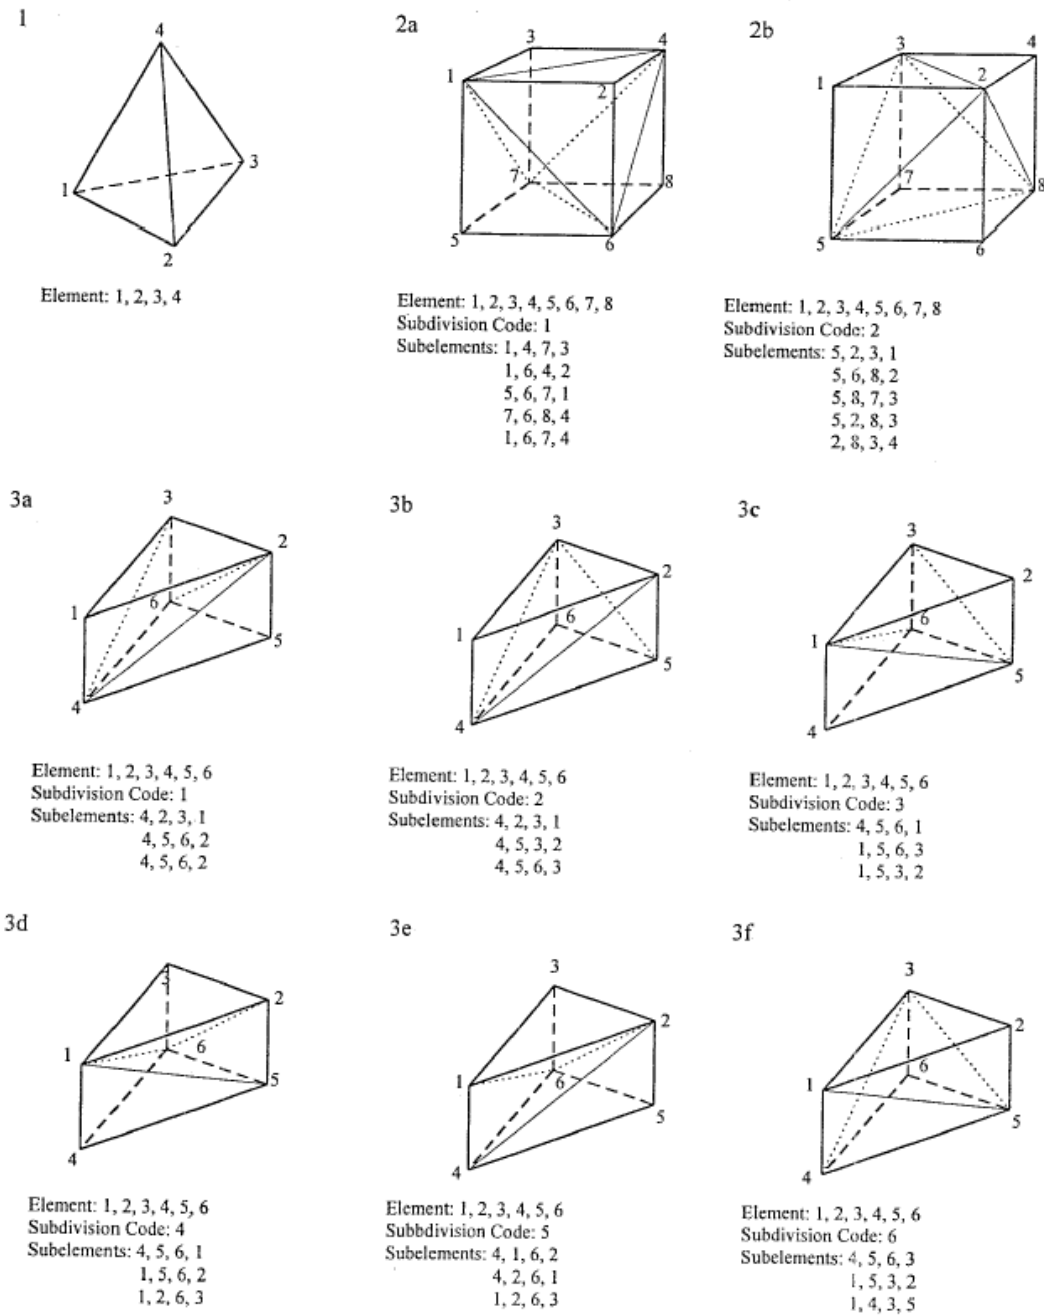 1
4
1
3
2
Element: 1, 2, 3, 4
2a
3
4
1
2
7
8
5
6
Element: 1, 2, 3, 4, 5, 6, 7, 8
Subdivision Code: 1
Subelements: 1, 4, 7, 3
1, 6, 4, 2
5, 6, 7, 1
7, 6, 8, 4
1, 6, 7, 4
2b
3
4
2
1
7
8
5
6
Element: 1, 2, 3, 4, 5, 6, 7, 8
Subdivision Code: 2
Subelements: 5, 2, 3, 1
5, 6, 8, 2
5, 8, 7, 3
5, 2, 8, 3
2, 8, 3, 4
3a
3
2
1
6
5
4
Element: 1, 2, 3, 4, 5, 6
Subdivision Code: 1
Subelements: 4, 2, 3, 1
4, 5, 6, 2
4, 5, 6, 2
3b
3
2
6
1
5
4
Element: 1, 2, 3, 4, 5, 6
Subdivision Code: 2
Subelements: 4, 2, 3, 1
4, 5, 3, 2
4, 5, 6, 3
3c
3
2
6
1
5
4
Element: 1, 2, 3, 4, 5, 6
Subdivision Code: 3
Subelements: 4, 5, 6, 1
1, 5, 6, 3
1, 5, 3, 2
3d
3
2
6
1
5
4
Element: 1, 2, 3, 4, 5, 6
Subdivision Code: 4
Subelements: 4, 5, 6, 1
1, 5, 6, 2
1, 2, 6, 3
3e
3
2
1
6
5
4
Element: 1, 2, 3, 4, 5, 6
Subbdivision Code: 5
Subelements: 4, 1, 6, 2
4, 2, 6, 1
1, 2, 6, 3
3f
3
2
6
1
5
4
Element: 1, 2, 3, 4, 5, 6
Subdivision Code: 6
Subelements: 4, 5, 6, 3
1, 5, 3, 2
1, 4, 3, 5